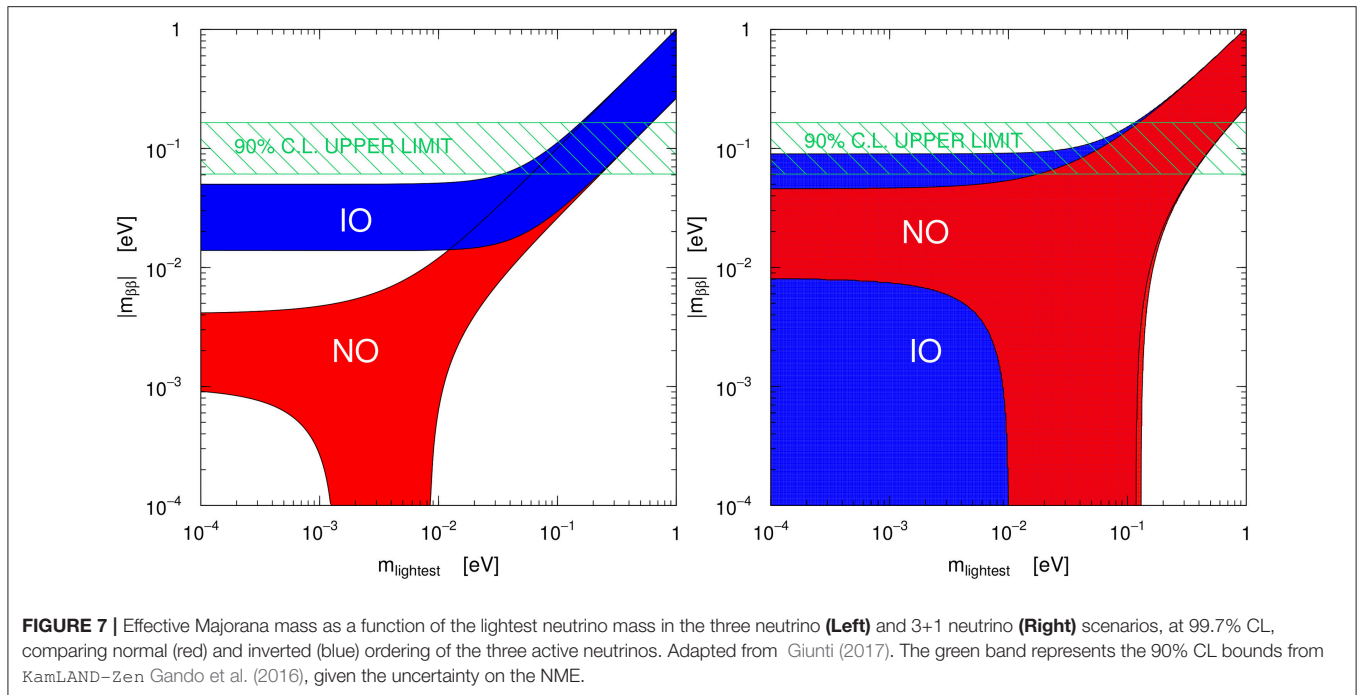 1
10⁻¹
10⁻²
10⁻³
10⁻⁴
|mββ| [eV]
90% C.L. UPPER LIMIT
IO
NO
10⁻⁴ 10⁻³ 10⁻² 10⁻¹ 1
mlightest [eV]
1
10⁻¹
10⁻²
10⁻³
10⁻⁴
|mββ| [eV]
90% C.L. UPPER LIMIT
NO
IO
10⁻⁴ 10⁻³ 10⁻² 10⁻¹ 1
mlightest [eV]
FIGURE 7 | Effective Majorana mass as a function of the lightest neutrino mass in the three neutrino (Left) and 3+1 neutrino (Right) scenarios, at 99.7% CL,
comparing normal (red) and inverted (blue) ordering of the three active neutrinos. Adapted from Giunti (2017). The green band represents the 90% CL bounds from
KamLAND-Zen Gando et al. (2016), given the uncertainty on the NME.